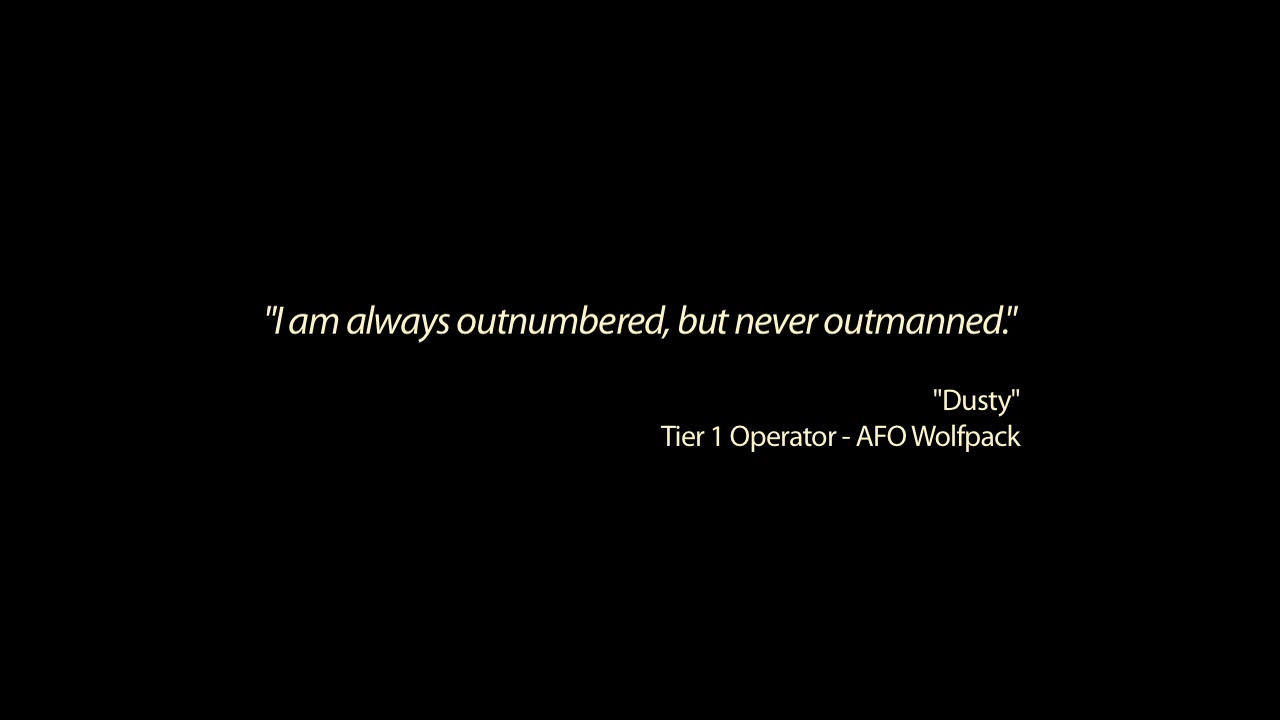 "I am always outnumbered, but never outmanned."
"Dusty"
Tier 1 Operator - AFO Wolfpack